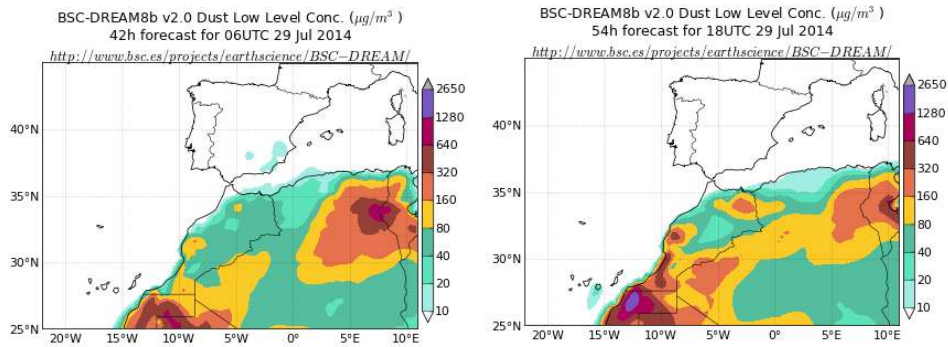 BSC-DREAM8b v2.0 Dust Low Level Conc. (μg/m³)
42h forecast for 06UTC 29 Jul 2014
http://www.bsc.es/projects/earthscience/BSC−DREAM/
40°N
35°N
30°N
25°N
20°W 15°W 10°W 5°W 0°E 5°E 10°E
2650
1280
640
320
160
80
40
20
10
BSC-DREAM8b v2.0 Dust Low Level Conc. (μg/m³)
54h forecast for 18UTC 29 Jul 2014
http://www.bsc.es/projects/earthscience/BSC−DREAM/
40°N
35°N
30°N
25°N
20°W 15°W 10°W 5°W 0°E 5°E 10°E
2650
1280
640
320
160
80
40
20
10